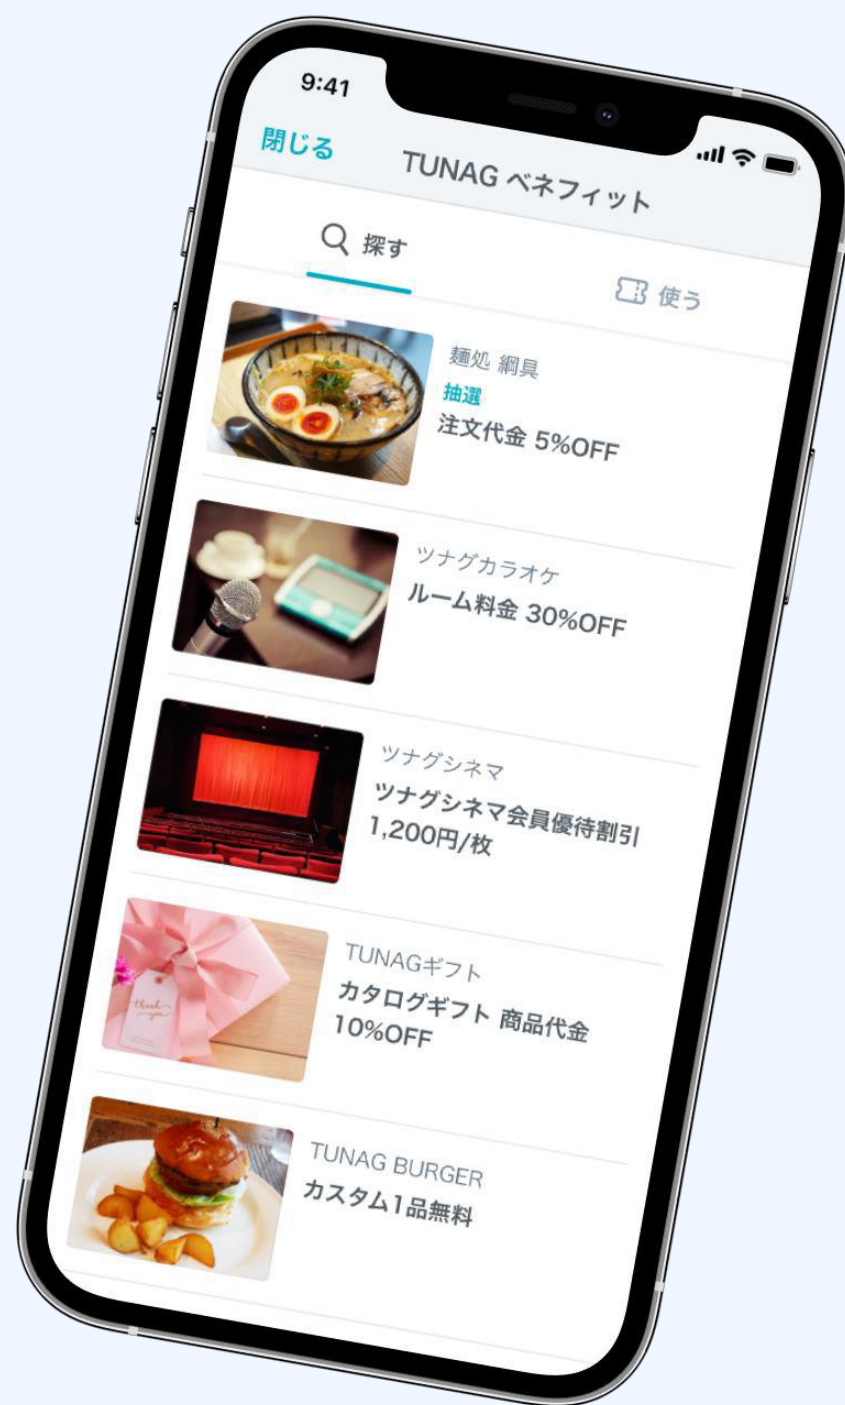 9:41
閉じる
TUNAG ベネフィット
探す
使う
麺処 綱具
抽選
注文代金 5%OFF
ツナグカラオケ
ルーム料金 30%OFF
ツナグシネマ
ツナグシネマ会員優待割引
1,200円/枚
TUNAGギフト
カタログギフト 商品代金
10%OFF
thank
you
TUNAG BURGER
カスタム1品無料